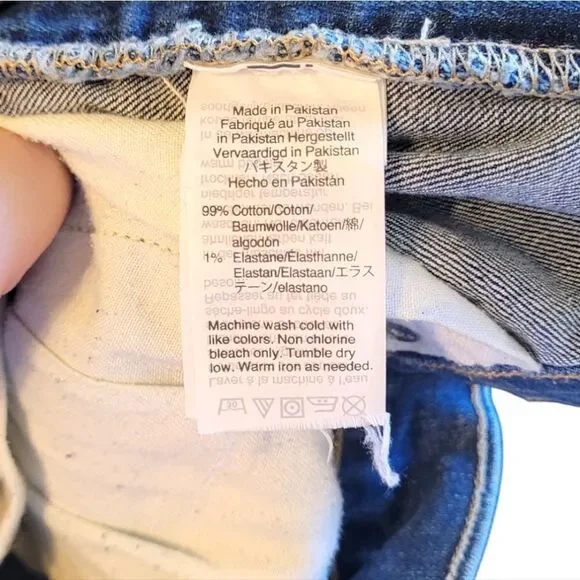 Made in Pakistan
Fabriqué au Pakistan
in Pakistan Hergestellt
Vervaardigd in Pakistan
パキスタン製
Hecho en Pakistán
99% Cotton/Coton/
Baumwolle/Katoen/綿/
algodón
1% Elastane/Élasthanne/
Elastan/Elastaan/エラス
テーン/elastano
Machine wash cold with
like colors. Non chlorine
bleach only. Tumble dry
low. Warm iron as needed.
30